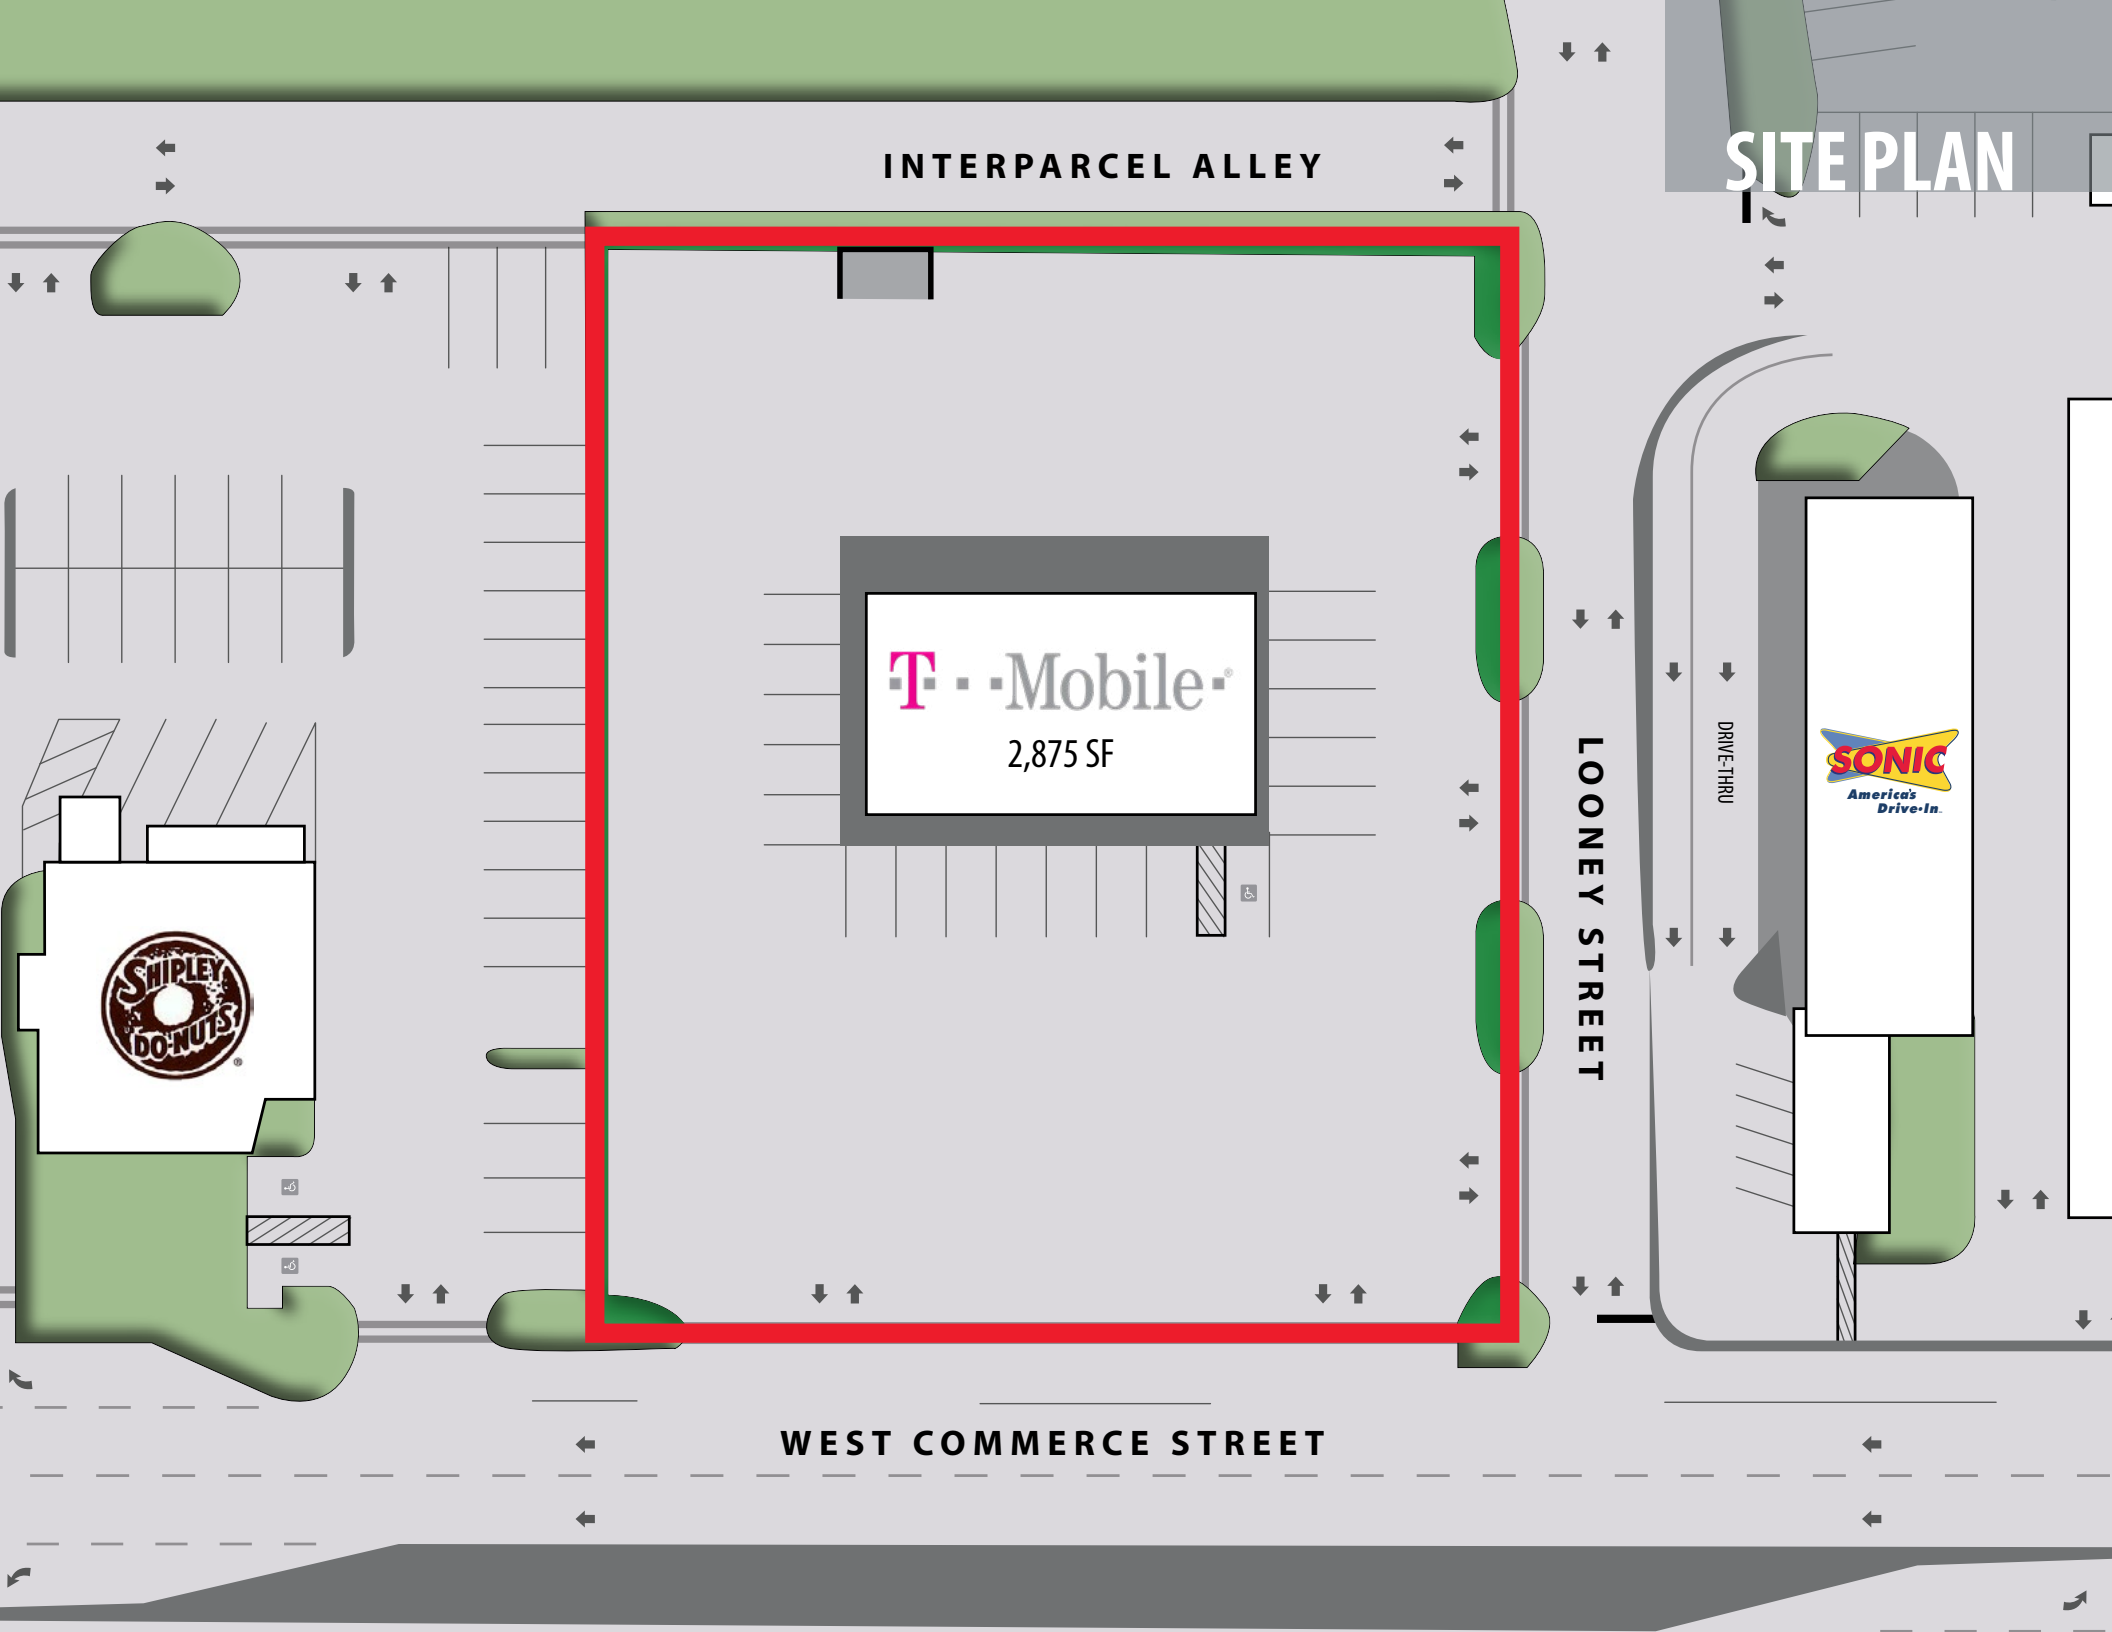 INTERPARCEL ALLEY
SITE PLAN
T··Mobile·®
2,875 SF
LOONEY STREET
DRIVE-THRU
SONIC
America's
Drive-In
SHIPLEY
DO-NUTS
®
WEST COMMERCE STREET